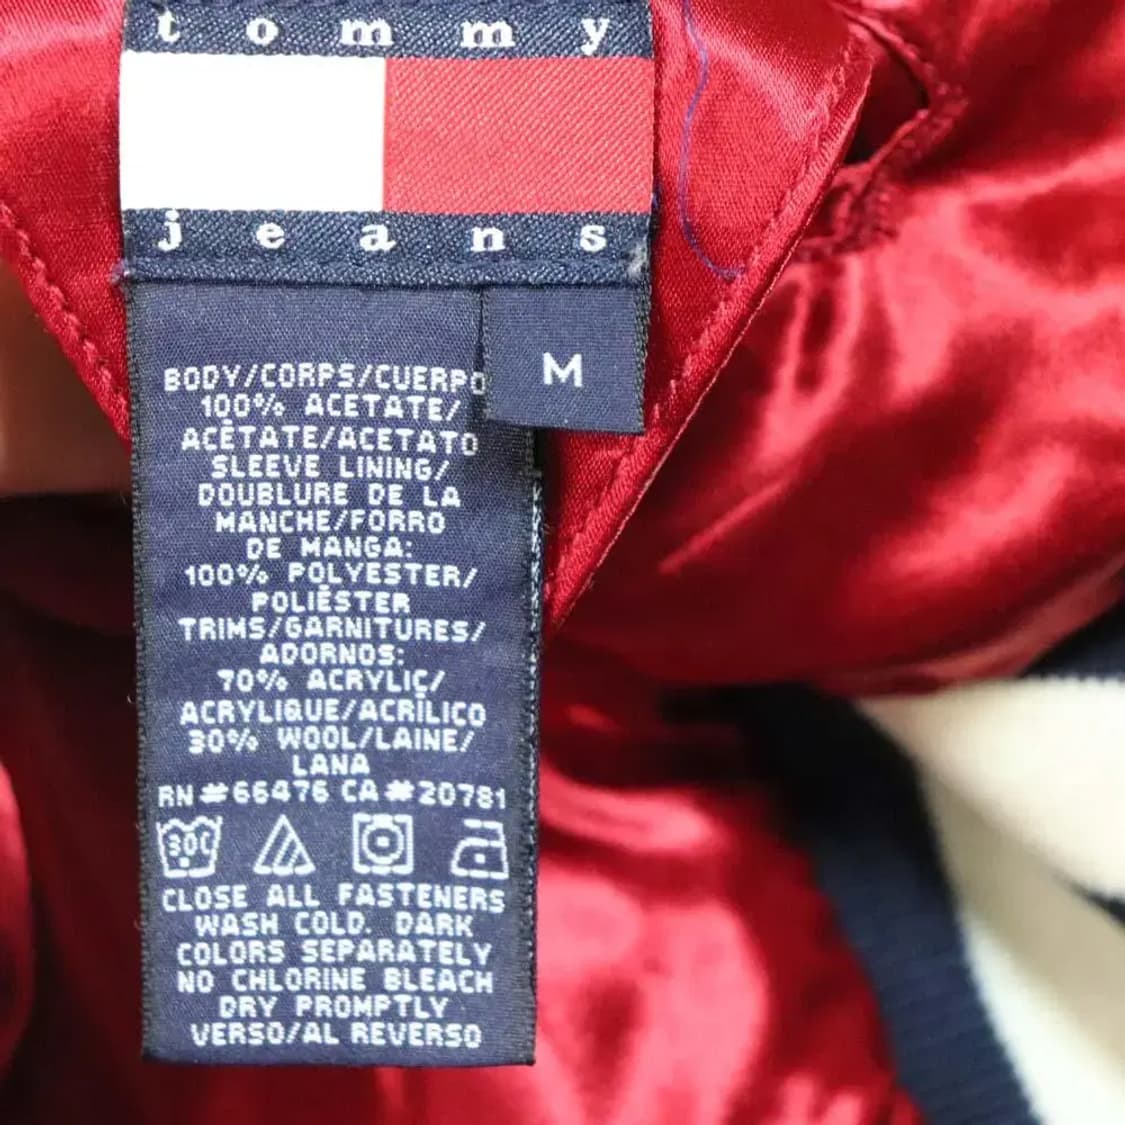 tommy
jeans
M
BODY/CORPS/CUERPO
100% ACETATE/
ACÉTATE/ACETATO
SLEEVE LINING/
DOUBLURE DE LA
MANCHE/FORRO
DE MANGA:
100% POLYESTER/
POLIÉSTER
TRIMS/GARNITURES/
ADORNOS:
70% ACRYLIC/
ACRYLIQUE/ACRÍLICO
30% WOOL/LAINE/
LANA
RN#66476 CA#20781
30C
CLOSE ALL FASTENERS
WASH COLD. DARK
COLORS SEPARATELY
NO CHLORINE BLEACH
DRY PROMPTLY
VERSO/AL REVERSO